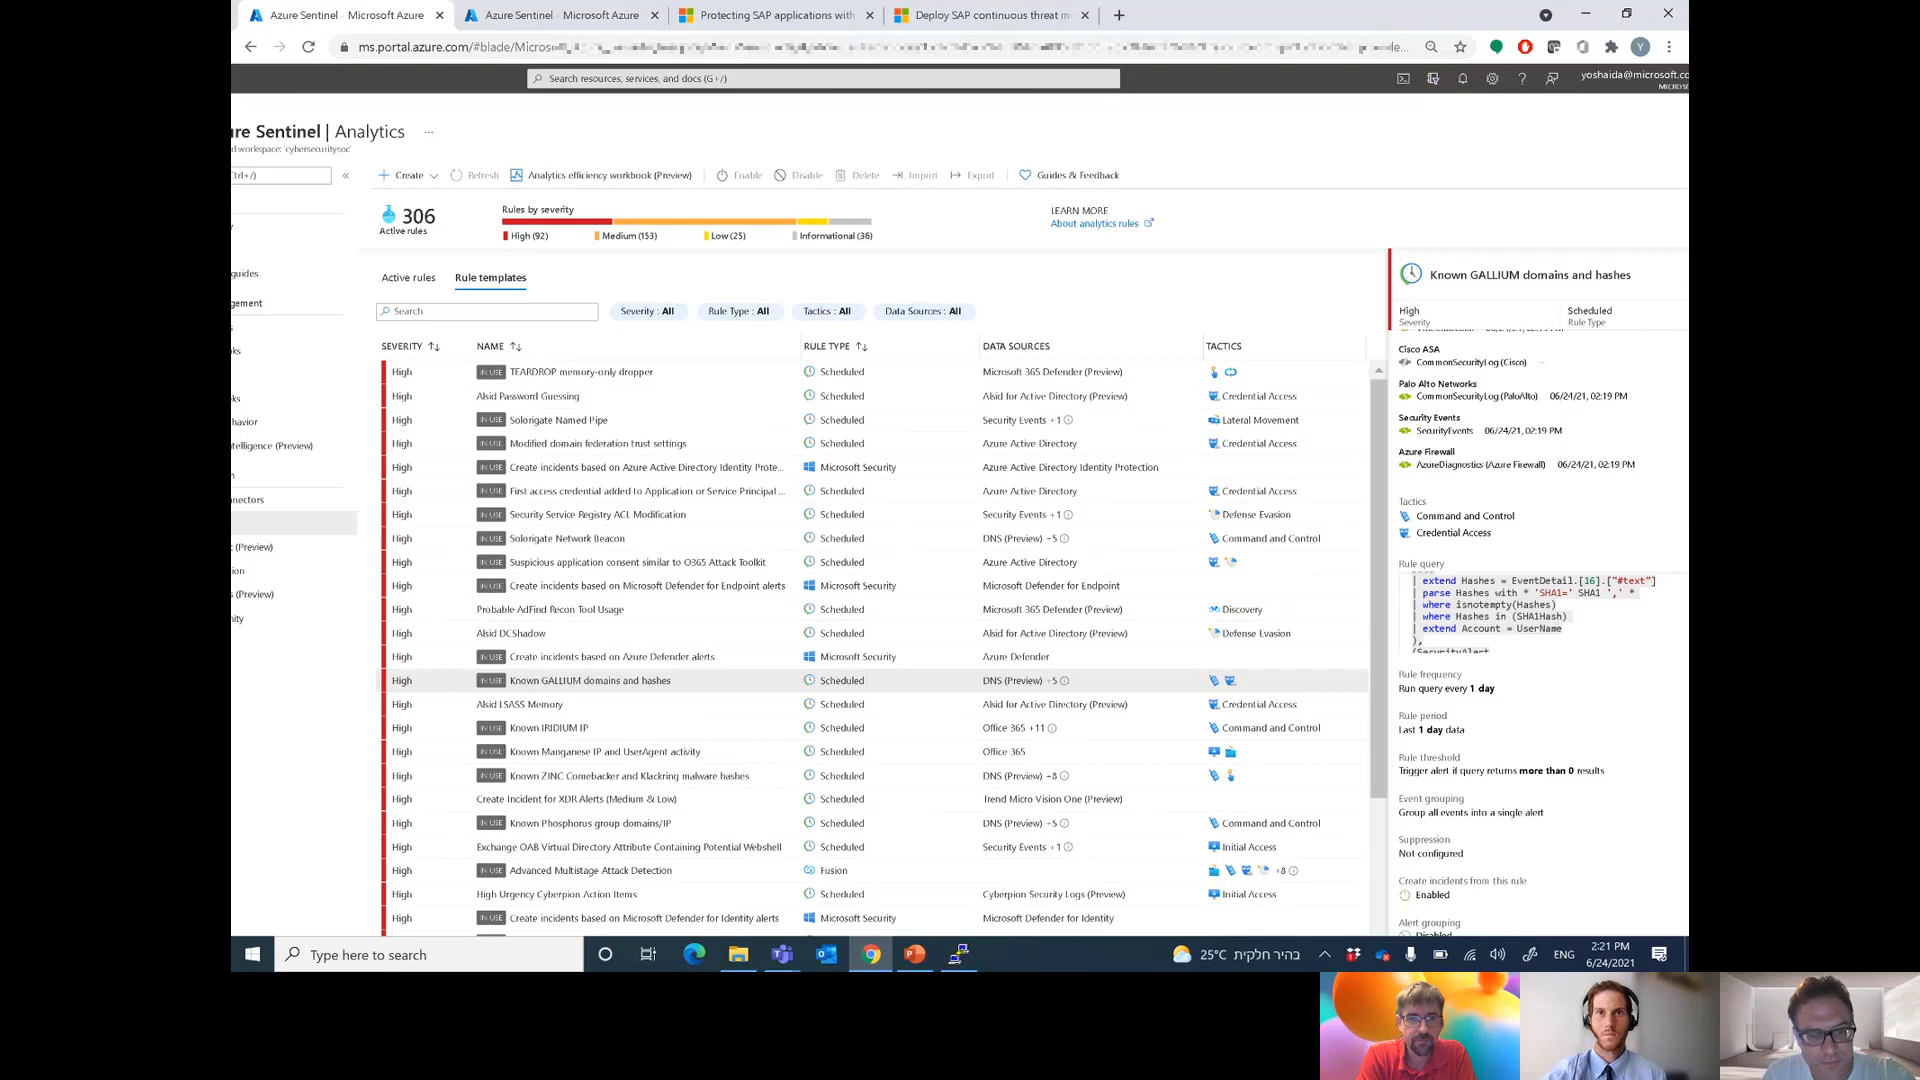 Azure Sentinel - Microsoft Azure
Azure Sentinel - Microsoft Azure
Protecting SAP applications with
Deploy SAP continuous threat m
ms.portal.azure.com/#blade/Micros
Y
Search resources, services, and docs (G+/)
yoshaida@microsoft.co
MICROS
ure Sentinel | Analytics
...
d workspace: 'cybersecuritysoc'
Ctrl+/)
«
Create
Refresh
Analytics efficiency workbook (Preview)
Enable
Disable
Delete
Import
Export
Guides & Feedback
306
Active rules
Rules by severity
High (92)
Medium (153)
Low (25)
Informational (36)
LEARN MORE
About analytics rules
guides
gement
ks
ks
havior
ntelligence (Preview)
n
nnectors
t (Preview)
ion
s (Preview)
nity
Active rules
Rule templates
Search
Severity : All
Rule Type : All
Tactics : All
Data Sources : All
SEVERITY NAME RULE TYPE DATA SOURCES TACTICS
High IN USE TEARDROP memory-only dropper Scheduled Microsoft 365 Defender (Preview)
High Alsid Password Guessing Scheduled Alsid for Active Directory (Preview) Credential Access
High IN USE Solorigate Named Pipe Scheduled Security Events +1 Lateral Movement
High IN USE Modified domain federation trust settings Scheduled Azure Active Directory Credential Access
High IN USE Create incidents based on Azure Active Directory Identity Prote... Microsoft Security Azure Active Directory Identity Protection
High IN USE First access credential added to Application or Service Principal ... Scheduled Azure Active Directory Credential Access
High IN USE Security Service Registry ACL Modification Scheduled Security Events +1 Defense Evasion
High IN USE Solorigate Network Beacon Scheduled DNS (Preview) +5 Command and Control
High IN USE Suspicious application consent similar to O365 Attack Toolkit Scheduled Azure Active Directory
High IN USE Create incidents based on Microsoft Defender for Endpoint alerts Microsoft Security Microsoft Defender for Endpoint
High Probable AdFind Recon Tool Usage Scheduled Microsoft 365 Defender (Preview) Discovery
High Alsid DCShadow Scheduled Alsid for Active Directory (Preview) Defense Evasion
High IN USE Create incidents based on Azure Defender alerts Microsoft Security Azure Defender
High IN USE Known GALLIUM domains and hashes Scheduled DNS (Preview) +5
High Alsid LSASS Memory Scheduled Alsid for Active Directory (Preview) Credential Access
High IN USE Known IRIDIUM IP Scheduled Office 365 +11 Command and Control
High IN USE Known Manganese IP and UserAgent activity Scheduled Office 365
High IN USE Known ZINC Comebacker and Klackring malware hashes Scheduled DNS (Preview) +8
High Create Incident for XDR Alerts (Medium & Low) Scheduled Trend Micro Vision One (Preview)
High IN USE Known Phosphorus group domains/IP Scheduled DNS (Preview) +5 Command and Control
High Exchange OAB Virtual Directory Attribute Containing Potential Webshell Scheduled Security Events +1 Initial Access
High IN USE Advanced Multistage Attack Detection Fusion +8
High High Urgency Cyberpion Action Items Scheduled Cyberpion Security Logs (Preview) Initial Access
High IN USE Create incidents based on Microsoft Defender for Identity alerts Microsoft Security Microsoft Defender for Identity
Known GALLIUM domains and hashes
High
Severity
Scheduled
Rule Type
Cisco ASA
CommonSecurityLog (Cisco) --
Palo Alto Networks
CommonSecurityLog (PaloAlto) 06/24/21, 02:19 PM
Security Events
SecurityEvents 06/24/21, 02:19 PM
Azure Firewall
AzureDiagnostics (Azure Firewall) 06/24/21, 02:19 PM
Tactics
Command and Control
Credential Access
Rule query
| extend Hashes = EventDetail.[16].["#text"]
| parse Hashes with * 'SHA1=' SHA1 ',' *
| where isnotempty(Hashes)
| where Hashes in (SHA1Hash)
| extend Account = UserName
),
(SecurityAlert
Rule frequency
Run query every 1 day
Rule period
Last 1 day data
Rule threshold
Trigger alert if query returns more than 0 results
Event grouping
Group all events into a single alert
Suppression
Not configured
Create incidents from this rule
Enabled
Alert grouping
Disabled
Type here to search
25°C בהיר חלקית
ENG
2:21 PM
6/24/2021